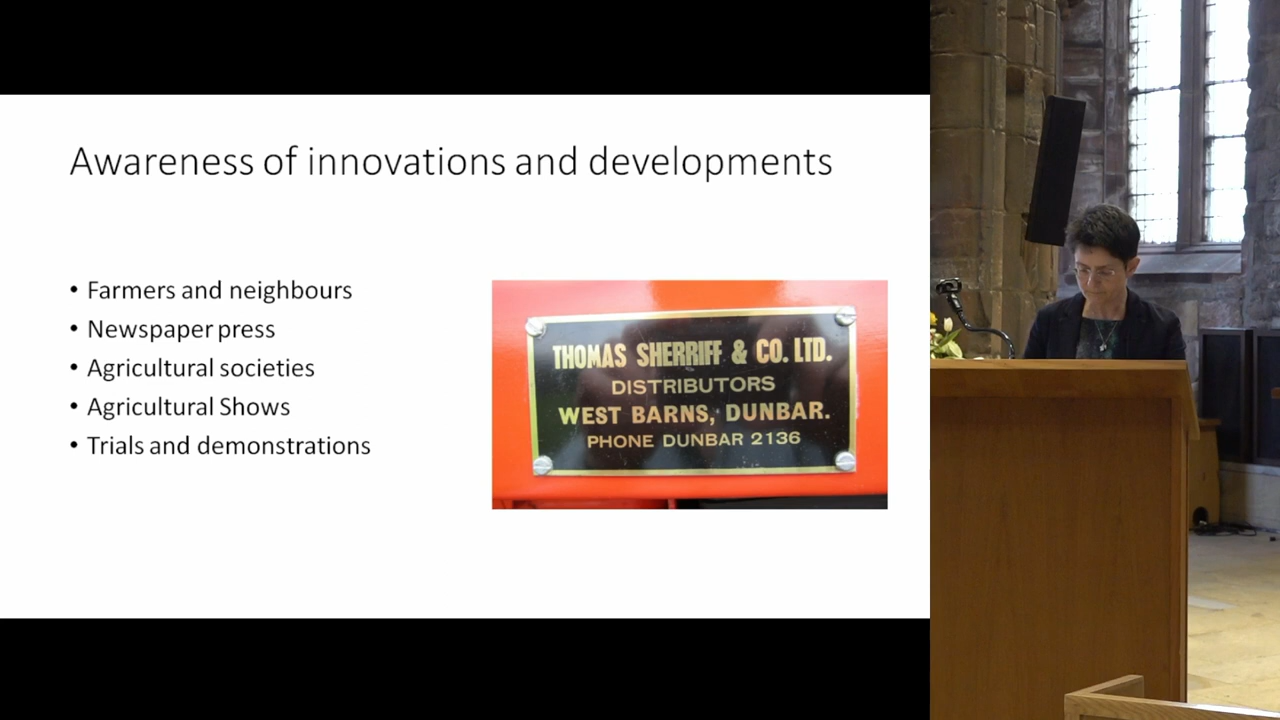 Awareness of innovations and developments
• Farmers and neighbours
• Newspaper press
• Agricultural societies
• Agricultural Shows
• Trials and demonstrations
THOMAS SHERRIFF & CO. LTD.
DISTRIBUTORS
WEST BARNS, DUNBAR.
PHONE DUNBAR 2136